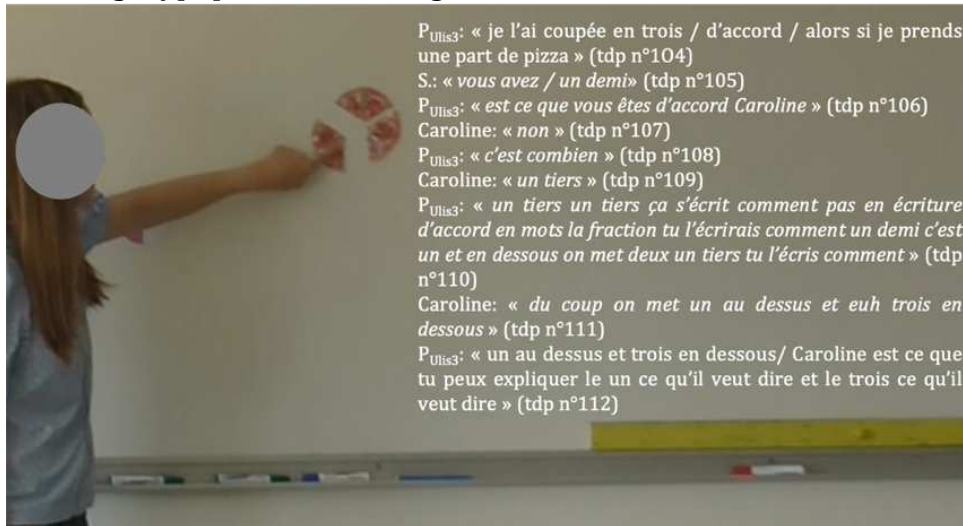 P_Ulis3: « je l'ai coupée en trois / d'accord / alors si je prends
une part de pizza » (tdp n°104)
S.: « vous avez / un demi» (tdp n°105)
P_Ulis3: « est ce que vous êtes d'accord Caroline » (tdp n°106)
Caroline: « non » (tdp n°107)
P_Ulis3: « c'est combien » (tdp n°108)
Caroline: « un tiers » (tdp n°109)
P_Ulis3: « un tiers un tiers ça s'écrit comment pas en écriture
d'accord en mots la fraction tu l'écrirais comment un demi c'est
un et en dessous on met deux un tiers tu l'écris comment » (tdp
n°110)
Caroline: « du coup on met un au dessus et euh trois en
dessous » (tdp n°111)
P_Ulis3: « un au dessus et trois en dessous/ Caroline est ce que
tu peux expliquer le un ce qu'il veut dire et le trois ce qu'il
veut dire » (tdp n°112)